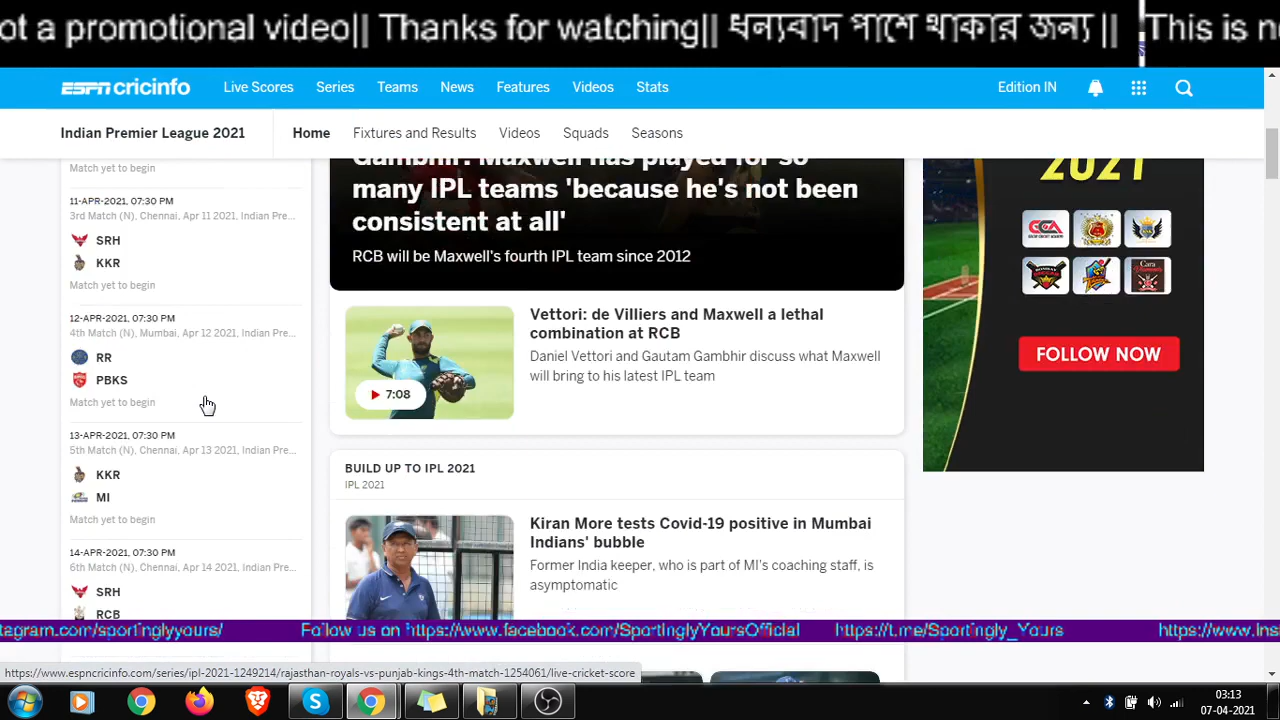 ot a promotional video|| Thanks for watching|| ধন্যবাদ পাশে থাকার জন্য || This is n
ESPN cricinfo
Live Scores
Series
Teams
News
Features
Videos
Stats
Edition IN
Indian Premier League 2021
Home
Fixtures and Results
Videos
Squads
Seasons
Match yet to begin
11-APR-2021, 07:30 PM
3rd Match (N), Chennai, Apr 11 2021, Indian Pre...
SRH
KKR
Match yet to begin
12-APR-2021, 07:30 PM
4th Match (N), Mumbai, Apr 12 2021, Indian Pre...
RR
PBKS
Match yet to begin
13-APR-2021, 07:30 PM
5th Match (N), Chennai, Apr 13 2021, Indian Pre...
KKR
MI
Match yet to begin
14-APR-2021, 07:30 PM
6th Match (N), Chennai, Apr 14 2021, Indian Pre...
SRH
RCB
Gambhir: Maxwell has played for so
many IPL teams 'because he's not been
consistent at all'
RCB will be Maxwell's fourth IPL team since 2012
7:08
Vettori: de Villiers and Maxwell a lethal
combination at RCB
Daniel Vettori and Gautam Gambhir discuss what Maxwell
will bring to his latest IPL team
BUILD UP TO IPL 2021
IPL 2021
Kiran More tests Covid-19 positive in Mumbai
Indians' bubble
Former India keeper, who is part of MI's coaching staff, is
asymptomatic
2021
CCA
FOLLOW NOW
stagram.com/sportinglyyours/ Follow us on https://www.facebook.com/SportinglyYoursOfficial https://t.me/Sportingly_Yours https://www.ins
https://www.espncricinfo.com/series/ipl-2021-1249214/rajasthan-royals-vs-punjab-kings-4th-match-1254061/live-cricket-score
03:13
07-04-2021